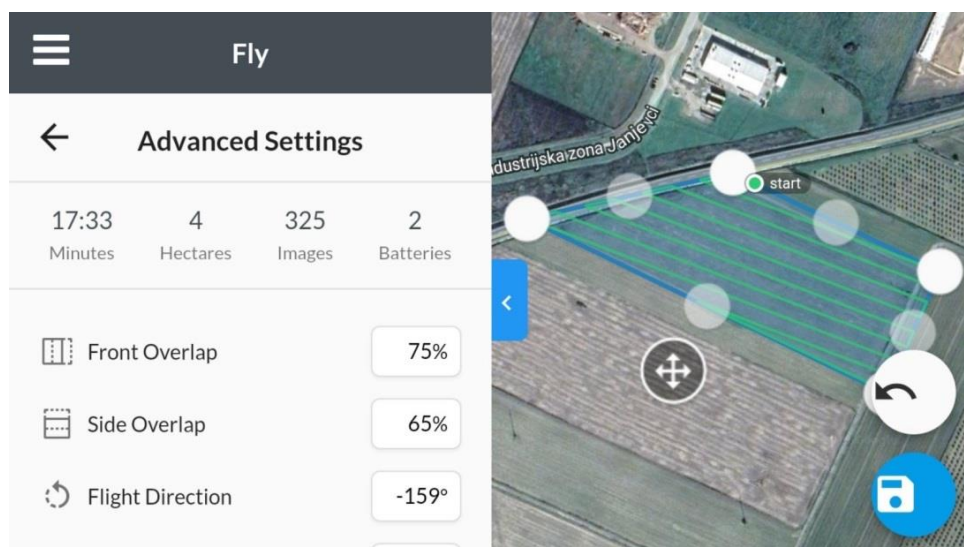 Fly
Advanced Settings
17:33 4 325 2
Minutes Hectares Images Batteries
Front Overlap 75%
Side Overlap 65%
Flight Direction -159°
dustrijska zona Janjevci
start